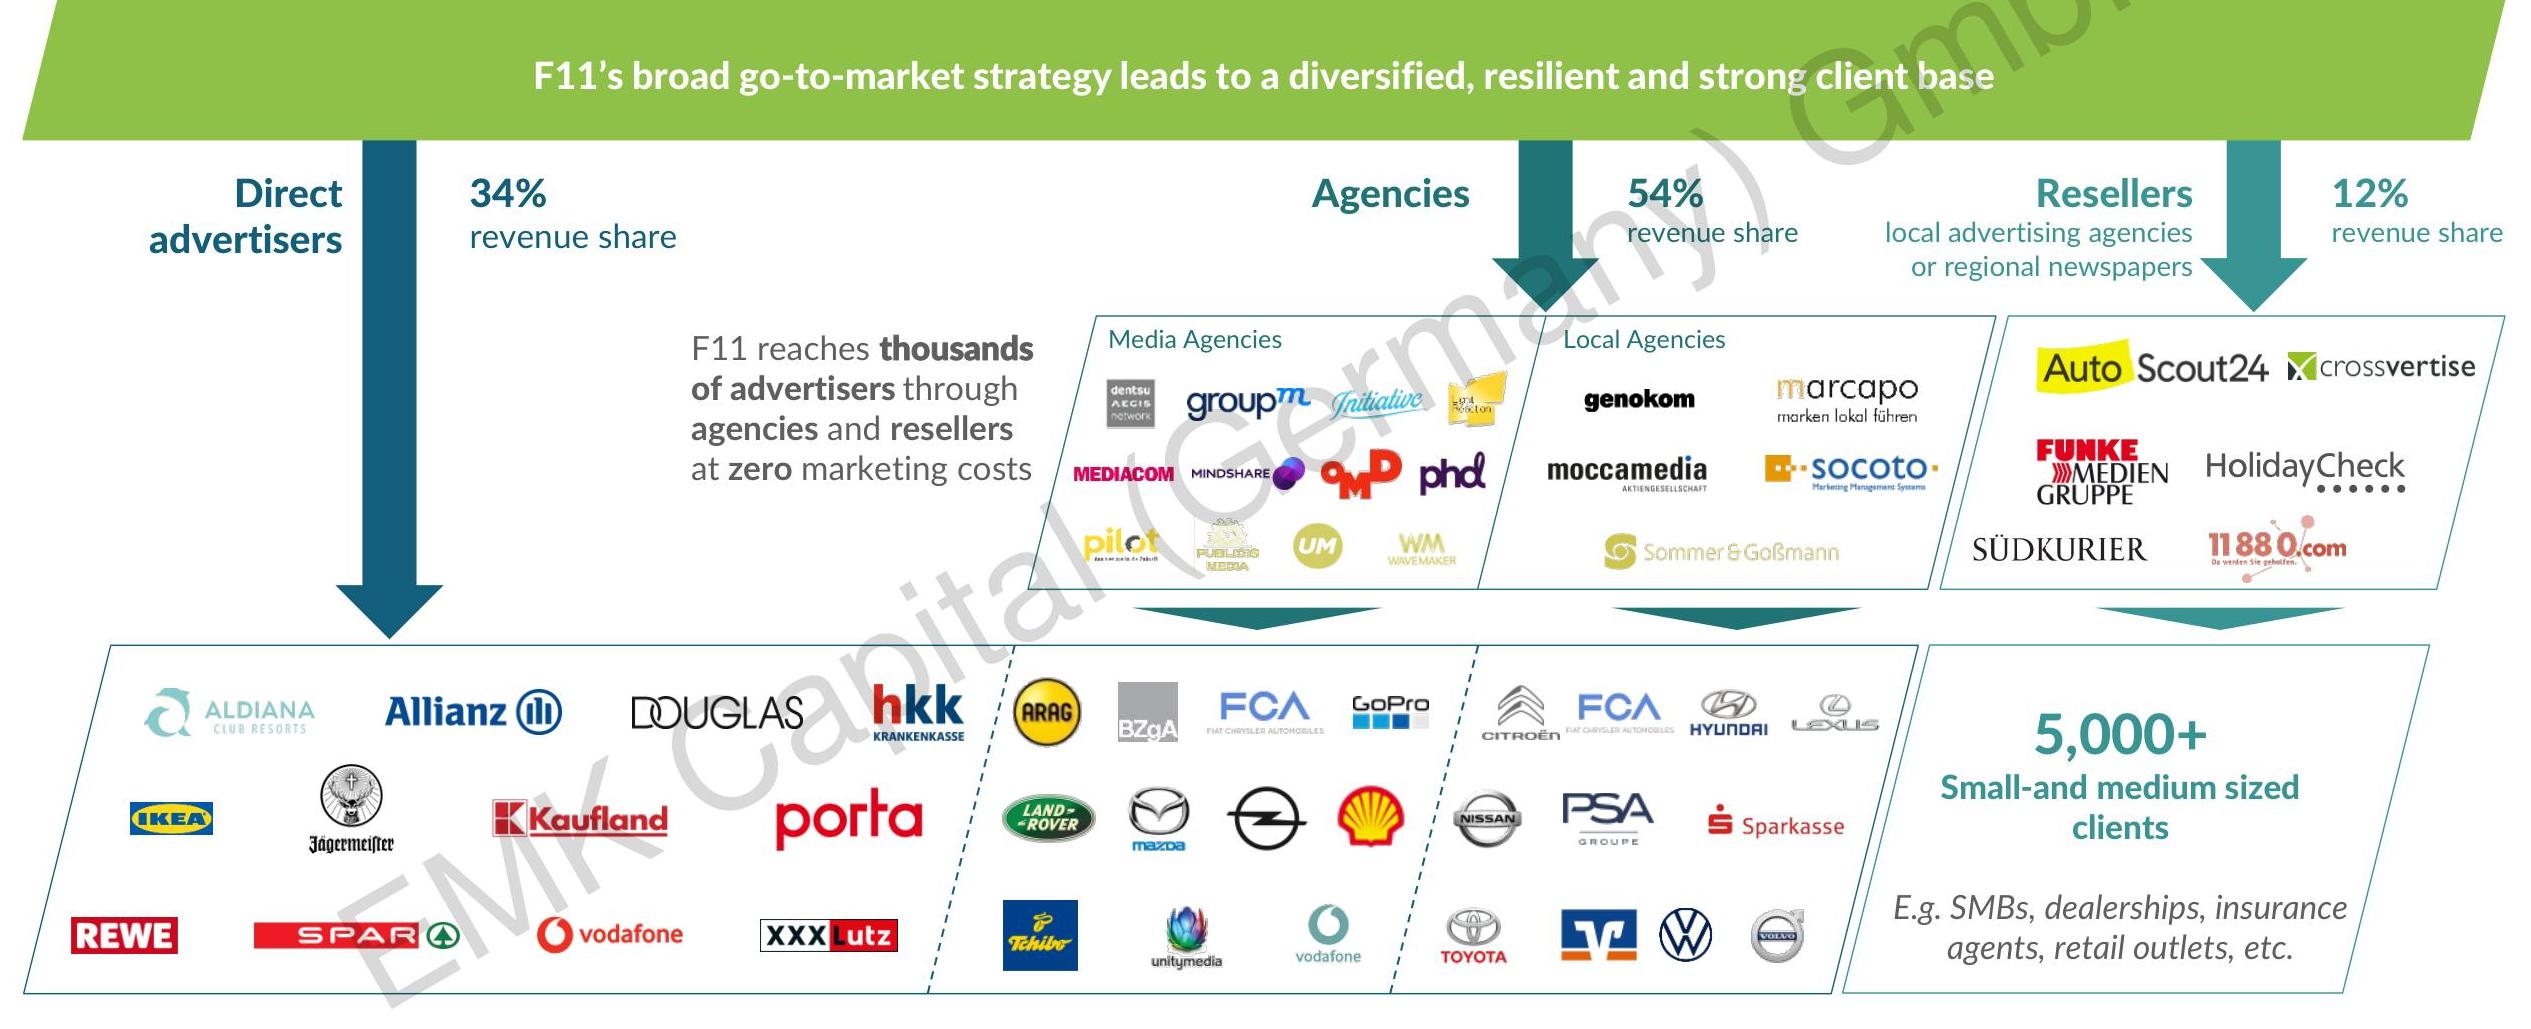 F11’s broad go-to-market strategy leads to a diversified, resilient and strong client base
Direct
advertisers
34%
revenue share
Agencies
54%
revenue share
Resellers
local advertising agencies
or regional newspapers
12%
revenue share
F11 reaches thousands
of advertisers through
agencies and resellers
at zero marketing costs
Media Agencies
dentsu
AEGIS
network
groupm
Initiative
Light
Reaction
MEDIACOM
MINDSHARE
OMD
phd
pilot
PUBLICIS
MEDIA
UM
WM
WAVEMAKER
Local Agencies
genokom
marcapo
marken lokal führen
moccamedia
AKTIENGESELLSCHAFT
socoto
Marketing Management Systems
Sommer & Goßmann
AutoScout24
crossvertise
FUNKE
MEDIEN
GRUPPE
HolidayCheck
SÜDKURIER
11880.com
Da werden Sie geholfen.
ALDIANA
CLUB RESORTS
Allianz
DOUGLAS
hkk
KRANKENKASSE
IKEA
Jägermeister
Kaufland
porta
REWE
SPAR
vodafone
XXXLutz
ARAG
BZgA
FCA
FIAT CHRYSLER AUTOMOBILES
GoPro
LAND-
ROVER
mazda
Tchibo
unitymedia
vodafone
CITROËN
FCA
FIAT CHRYSLER AUTOMOBILES
HYUNDAI
LEXUS
NISSAN
PSA
GROUPE
Sparkasse
TOYOTA
VOLVO
5,000+
Small-and medium sized
clients
E.g. SMBs, dealerships, insurance
agents, retail outlets, etc.
EMK Capital (Germany) GmbH